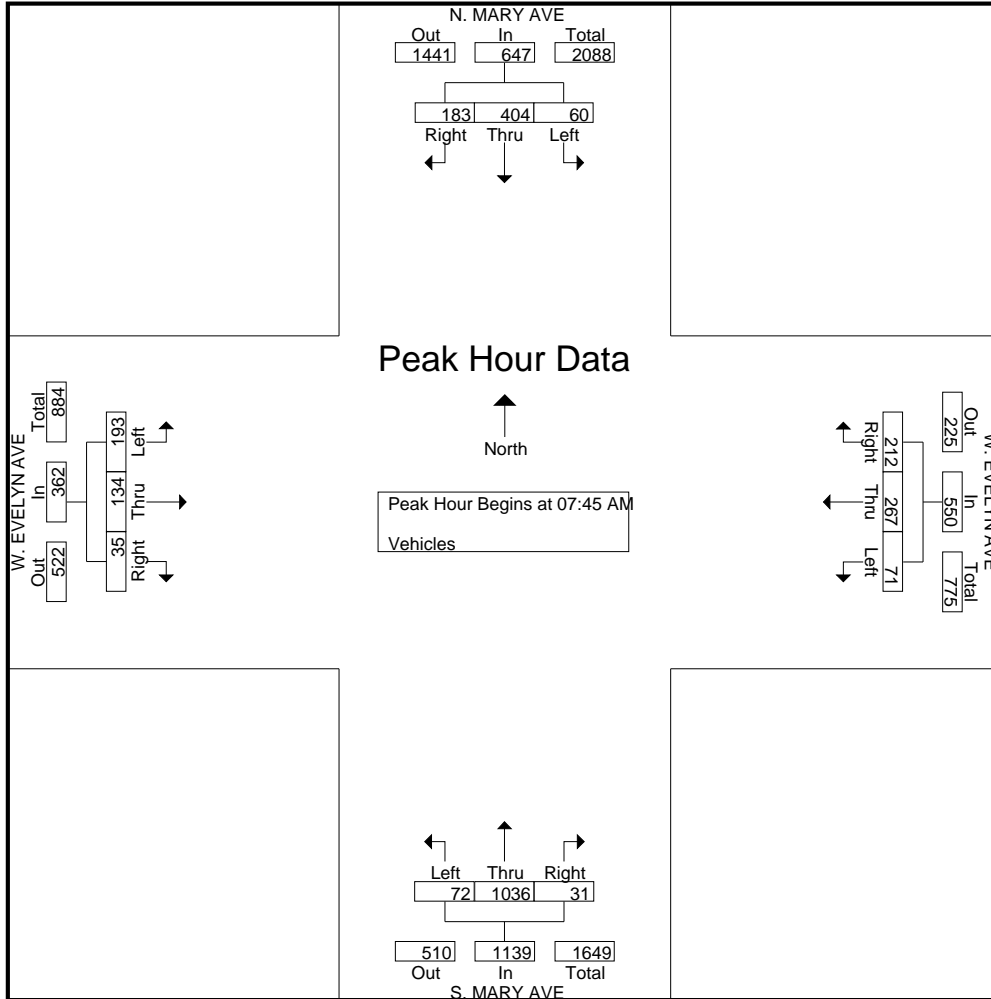 N. MARY AVE
Out In Total
1441 647 2088
183 404 60
Right Thru Left
Peak Hour Data
North
Peak Hour Begins at 07:45 AM
Vehicles
W. EVELYN AVE
Total In Out
884 362 522
193 134 35
Left Thru Right
W. EVELYN AVE
Out In Total
225 550 775
212 267 71
Right Thru Left
Left Thru Right
72 1036 31
510 1139 1649
Out In Total
S. MARY AVE